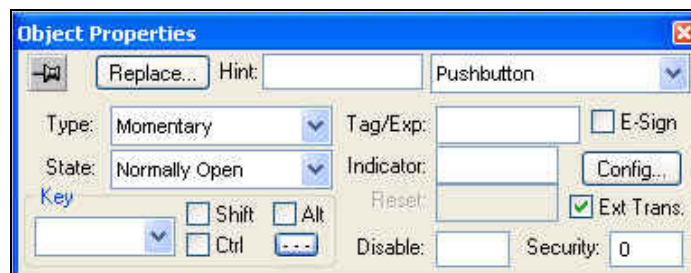 Object Properties
Replace... Hint: Pushbutton
Type: Momentary Tag/Exp: E-Sign
State: Normally Open Indicator: Config...
Key Reset: Ext Trans.
Shift Alt
Ctrl ... Disable: Security: 0